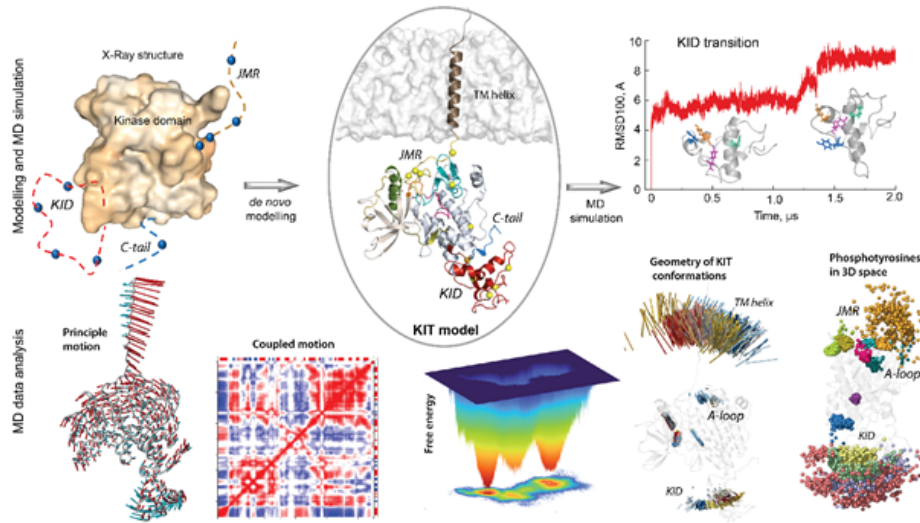 Modelling and MD simulation
X-Ray structure
JMR
Kinase domain
KID
C-tail
de novo
modelling
TM helix
JMR
C-tail
KID
KIT model
MD
simulation
KID transition
RMSD100, A
10
8
6
4
2
0
0
0.5
1.0
1.5
2.0
Time, µs
MD data analysis
Principle
motion
Coupled motion
Free energy
Geometry of KIT
conformations
TM helix
A-loop
KID
Phosphotyrosines
in 3D space
JMR
A-loop
KID